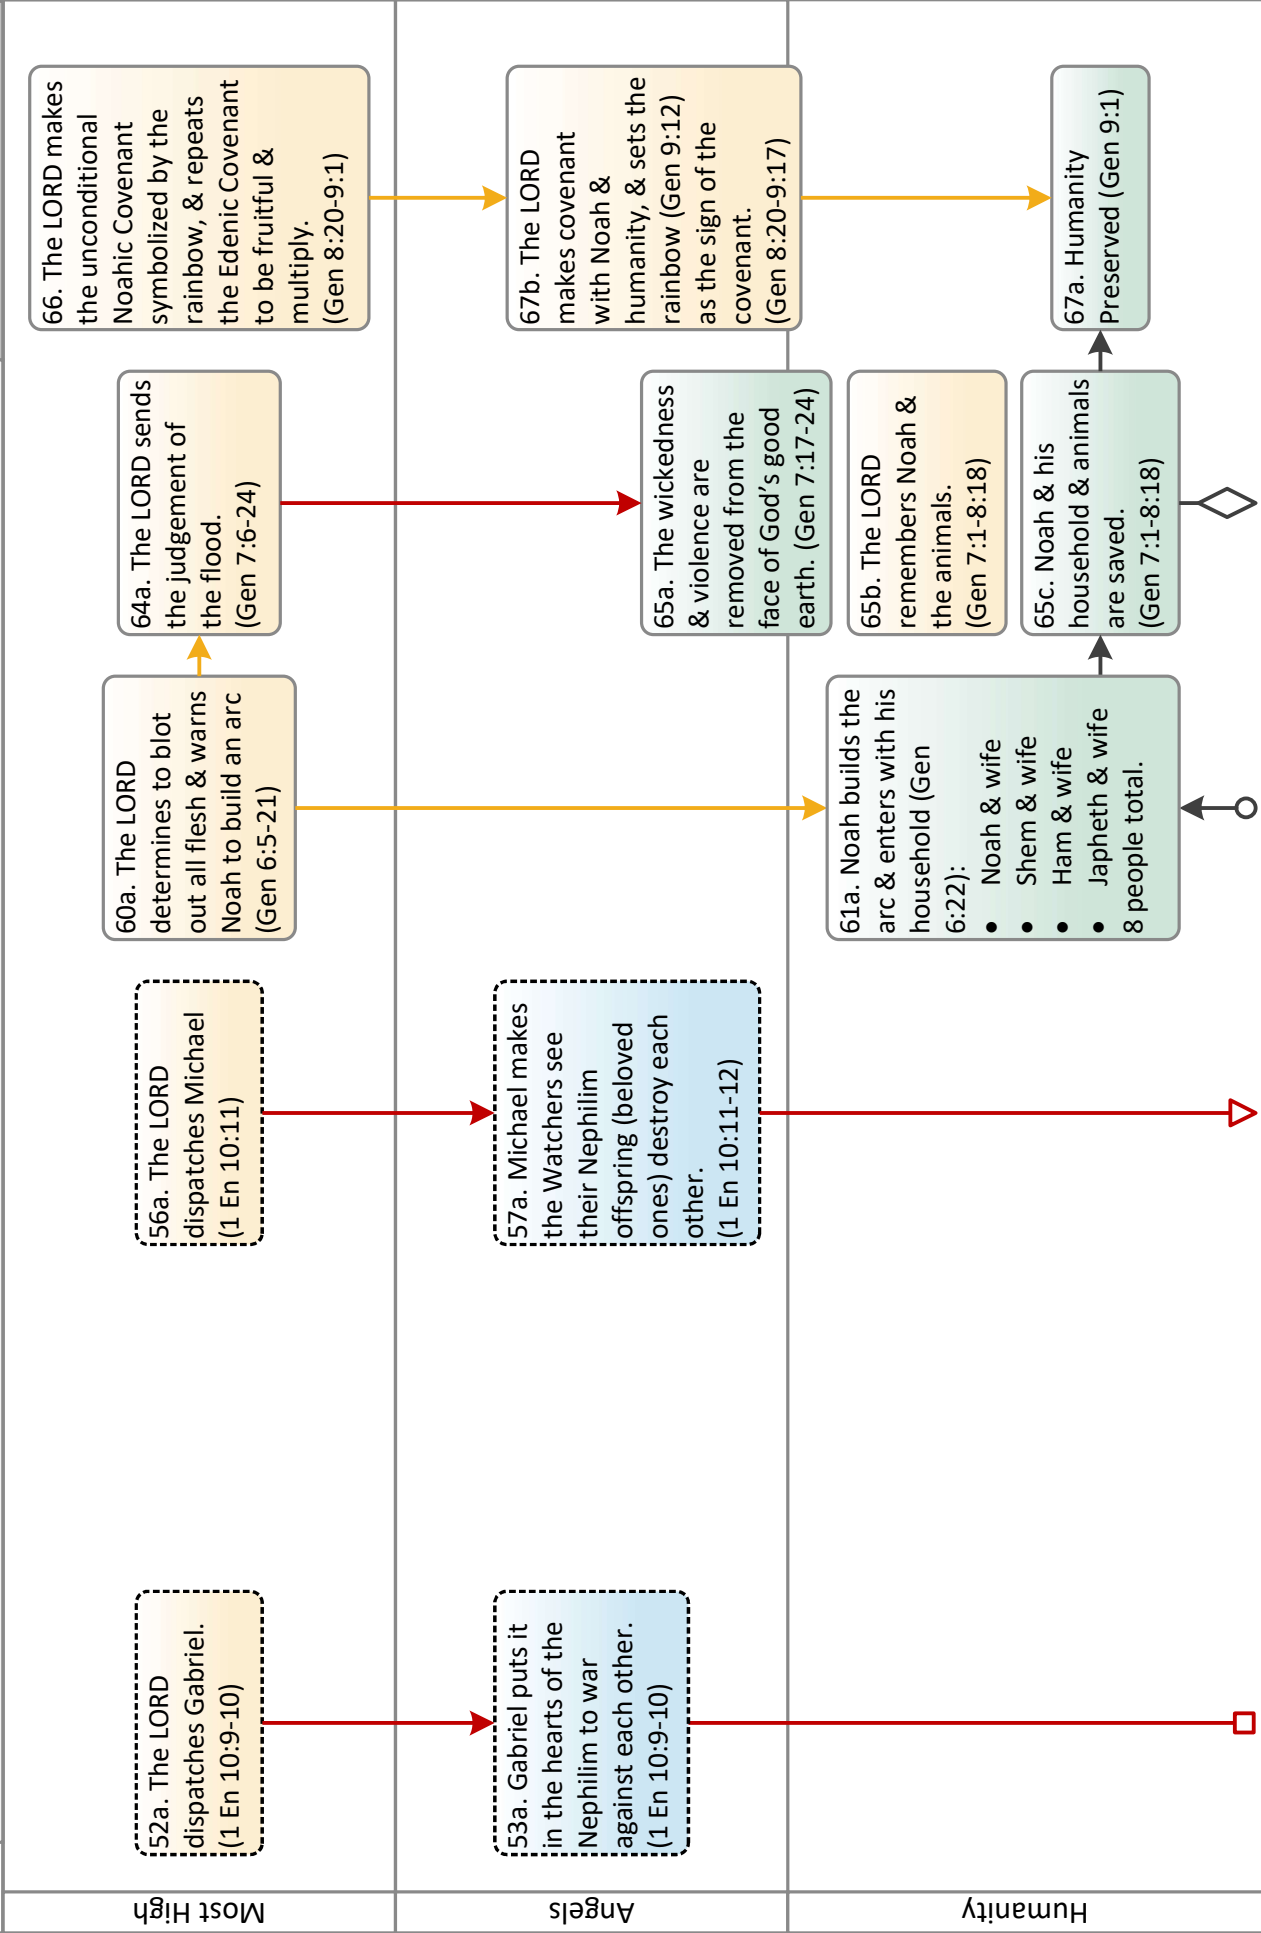 Most High
52a. The LORD
dispatches Gabriel.
(1 En 10:9-10)
56a. The LORD
dispatches Michael
(1 En 10:11)
60a. The LORD
determines to blot
out all flesh & warns
Noah to build an arc
(Gen 6:5-21)
64a. The LORD sends
the judgement of
the flood.
(Gen 7:6-24)
66. The LORD makes
the unconditional
Noahic Covenant
symbolized by the
rainbow, & repeats
the Edenic Covenant
to be fruitful &
multiply.
(Gen 8:20-9:1)
Angels
53a. Gabriel puts it
in the hearts of the
Nephilim to war
against each other.
(1 En 10:9-10)
57a. Michael makes
the Watchers see
their Nephilim
offspring (beloved
ones) destroy each
other.
(1 En 10:11-12)
65a. The wickedness
& violence are
removed from the
face of God's good
earth. (Gen 7:17-24)
67b. The LORD
makes covenant
with Noah &
humanity, & sets the
rainbow (Gen 9:12)
as the sign of the
covenant.
(Gen 8:20-9:17)
Humanity
61a. Noah builds the
arc & enters with his
household (Gen
6:22):
• Noah & wife
• Shem & wife
• Ham & wife
• Japheth & wife
8 people total.
65b. The LORD
remembers Noah &
the animals.
(Gen 7:1-8:18)
65c. Noah & his
household & animals
are saved.
(Gen 7:1-8:18)
67a. Humanity
Preserved (Gen 9:1)